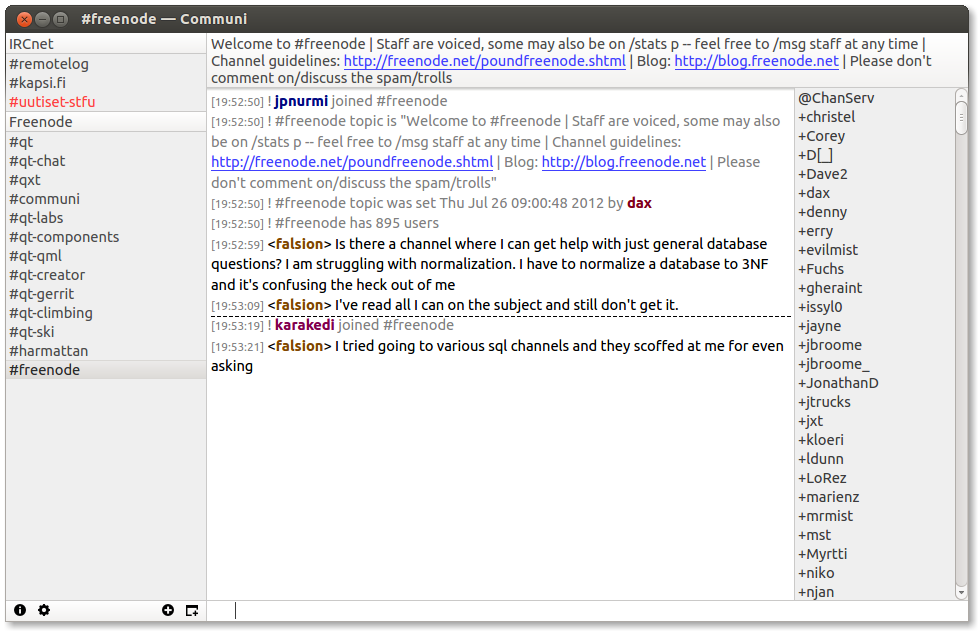 #freenode — Communi
IRCnet
#remotelog
#kapsi.fi
#uutiset-stfu
Freenode
#qt
#qt-chat
#qxt
#communi
#qt-labs
#qt-components
#qt-qml
#qt-creator
#qt-gerrit
#qt-climbing
#qt-ski
#harmattan
#freenode
Welcome to #freenode | Staff are voiced, some may also be on /stats p -- feel free to /msg staff at any time |
Channel guidelines: http://freenode.net/poundfreenode.shtml | Blog: http://blog.freenode.net | Please don't
comment on/discuss the spam/trolls
[19:52:50] ! jpnurmi joined #freenode
[19:52:50] ! #freenode topic is "Welcome to #freenode | Staff are voiced, some may also
be on /stats p -- feel free to /msg staff at any time | Channel guidelines:
http://freenode.net/poundfreenode.shtml | Blog: http://blog.freenode.net | Please
don't comment on/discuss the spam/trolls"
[19:52:50] ! #freenode topic was set Thu Jul 26 09:00:48 2012 by dax
[19:52:50] ! #freenode has 895 users
[19:52:59] <falsion> Is there a channel where I can get help with just general database
questions? I am struggling with normalization. I have to normalize a database to 3NF
and it's confusing the heck out of me
[19:53:09] <falsion> I've read all I can on the subject and still don't get it.
[19:53:19] ! karakedi joined #freenode
[19:53:21] <falsion> I tried going to various sql channels and they scoffed at me for even
asking
@ChanServ
+christel
+Corey
+D[_]
+Dave2
+dax
+denny
+erry
+evilmist
+Fuchs
+gheraint
+issyl0
+jayne
+jbroome
+jbroome_
+JonathanD
+jtrucks
+jxt
+kloeri
+ldunn
+LoRez
+marienz
+mrmist
+mst
+Myrtti
+niko
+njan